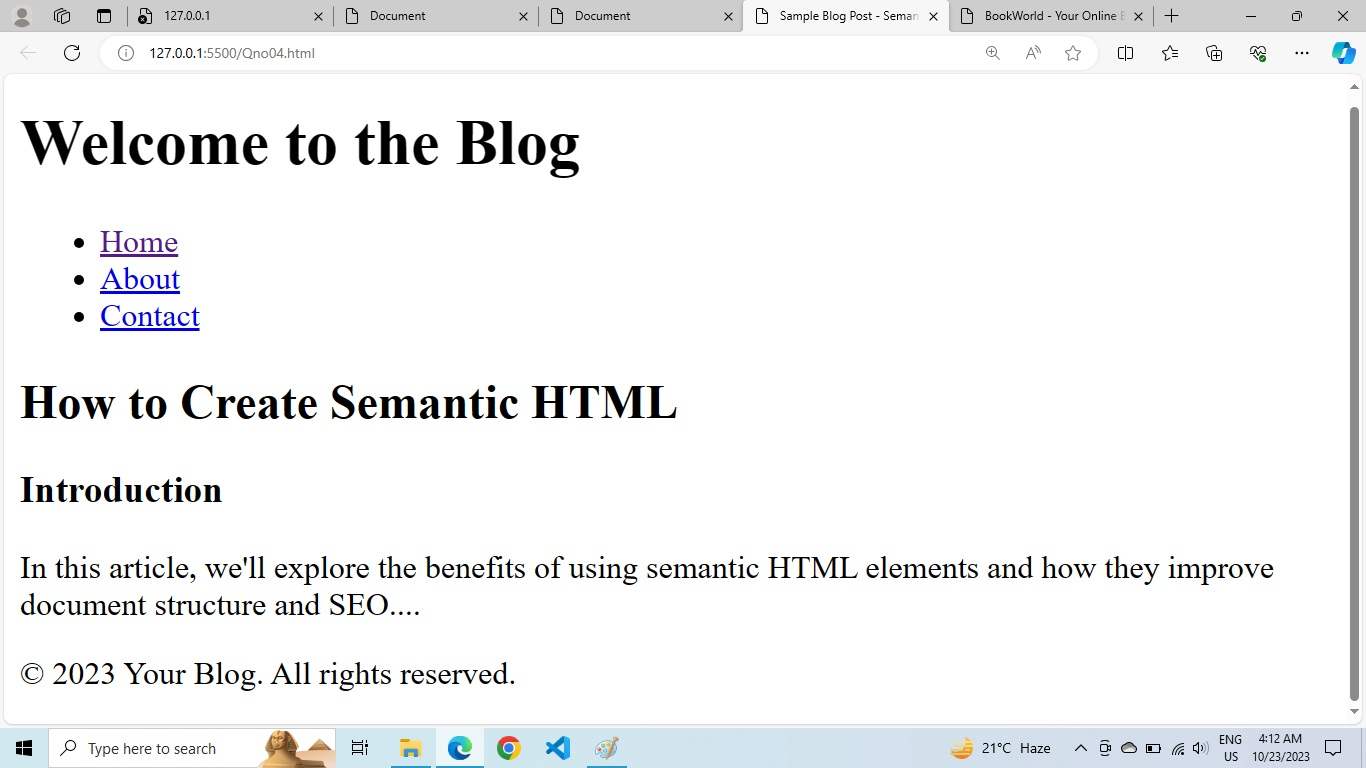 127.0.0.1
Document
Document
Sample Blog Post - Seman
BookWorld - Your Online
127.0.0.1:5500/Qno04.html
Welcome to the Blog
Home
About
Contact
How to Create Semantic HTML
Introduction
In this article, we'll explore the benefits of using semantic HTML elements and how they improve
document structure and SEO....
© 2023 Your Blog. All rights reserved.
Type here to search
21°C Haze
ENG
US
4:12 AM
10/23/2023